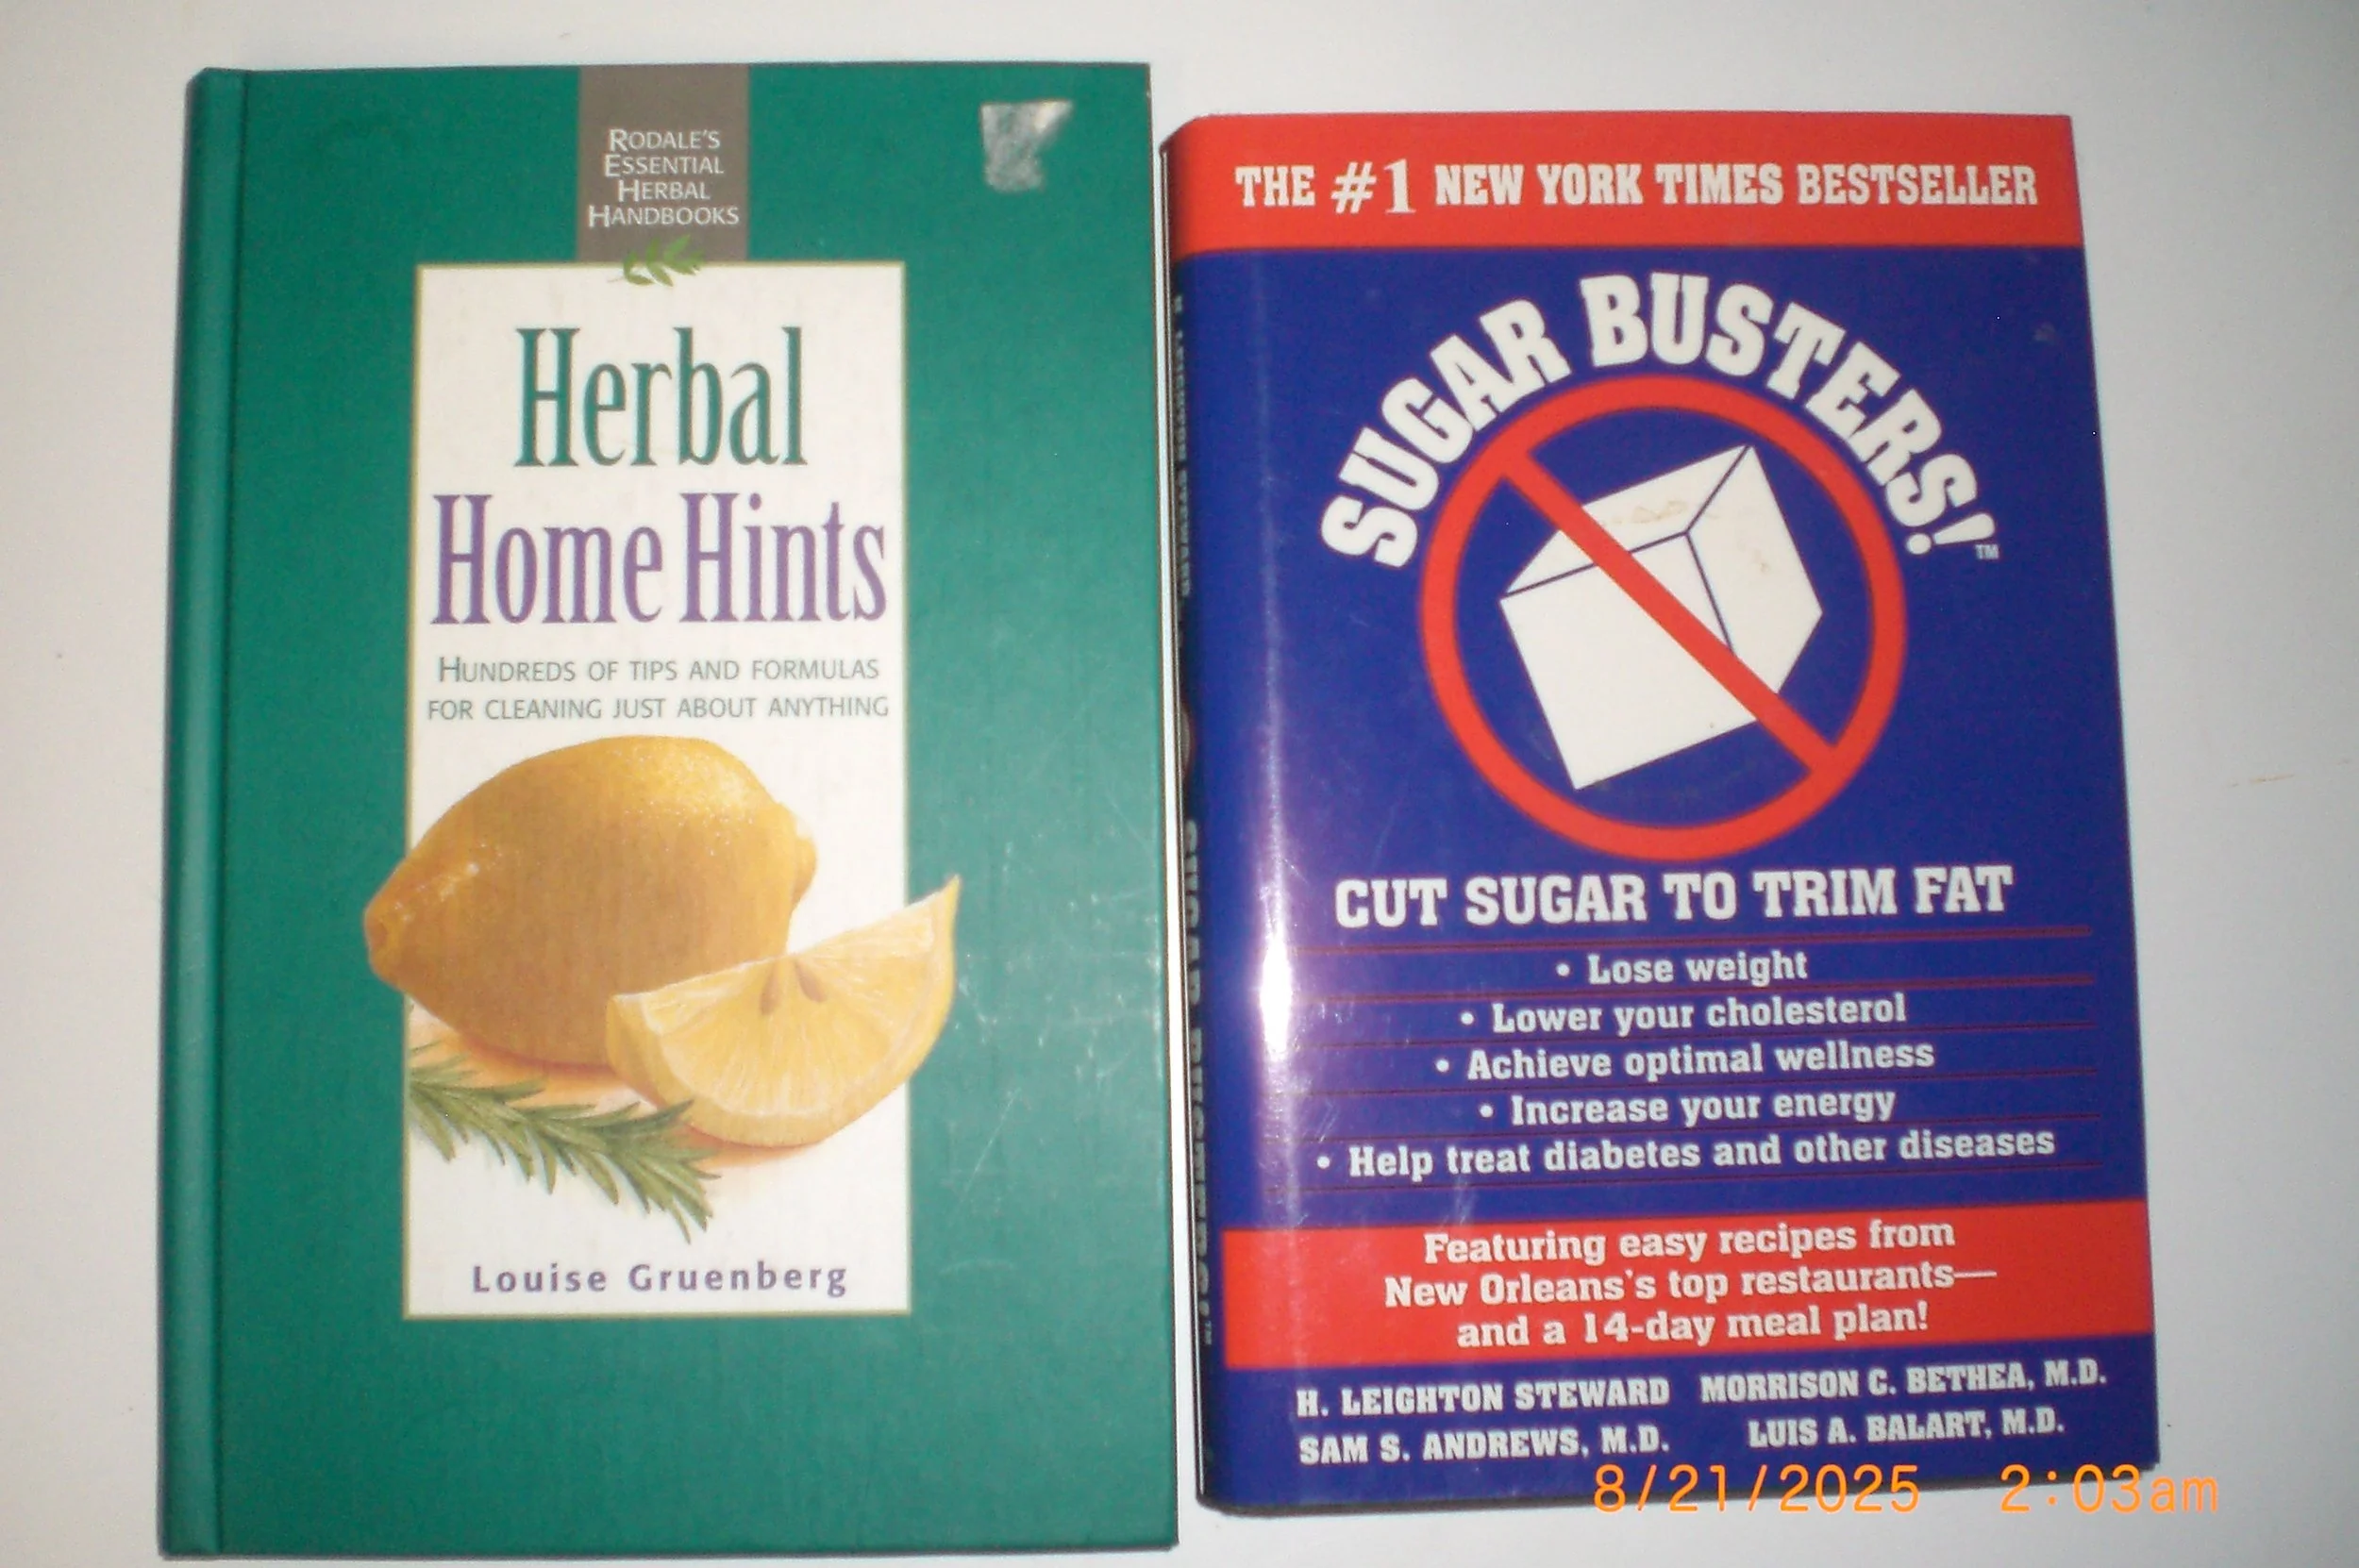 RODALE'S
ESSENTIAL
HERBAL
HANDBOOKS
Herbal
Home Hints
HUNDREDS OF TIPS AND FORMULAS
FOR CLEANING JUST ABOUT ANYTHING
Louise Gruenberg
THE #1 NEW YORK TIMES BESTSELLER
SUGAR BUSTERS!™
CUT SUGAR TO TRIM FAT
• Lose weight
• Lower your cholesterol
• Achieve optimal wellness
• Increase your energy
• Help treat diabetes and other diseases
Featuring easy recipes from
New Orleans's top restaurants—
and a 14-day meal plan!
H. LEIGHTON STEWARD MORRISON C. BETHEA, M.D.
SAM S. ANDREWS, M.D. LUIS A. BALART, M.D.
8/21/2025 2:03am